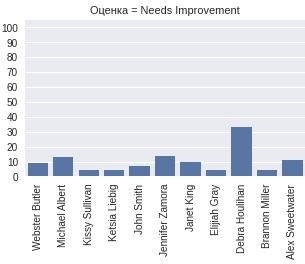 Оценка = Needs Improvement
100
90
80
70
60
50
40
30
20
10
0
Webster Butler
Michael Albert
Kissy Sullivan
Ketsia Liebig
John Smith
Jennifer Zamora
Janet King
Elijiah Gray
Debra Houlihan
Brannon Miller
Alex Sweetwater